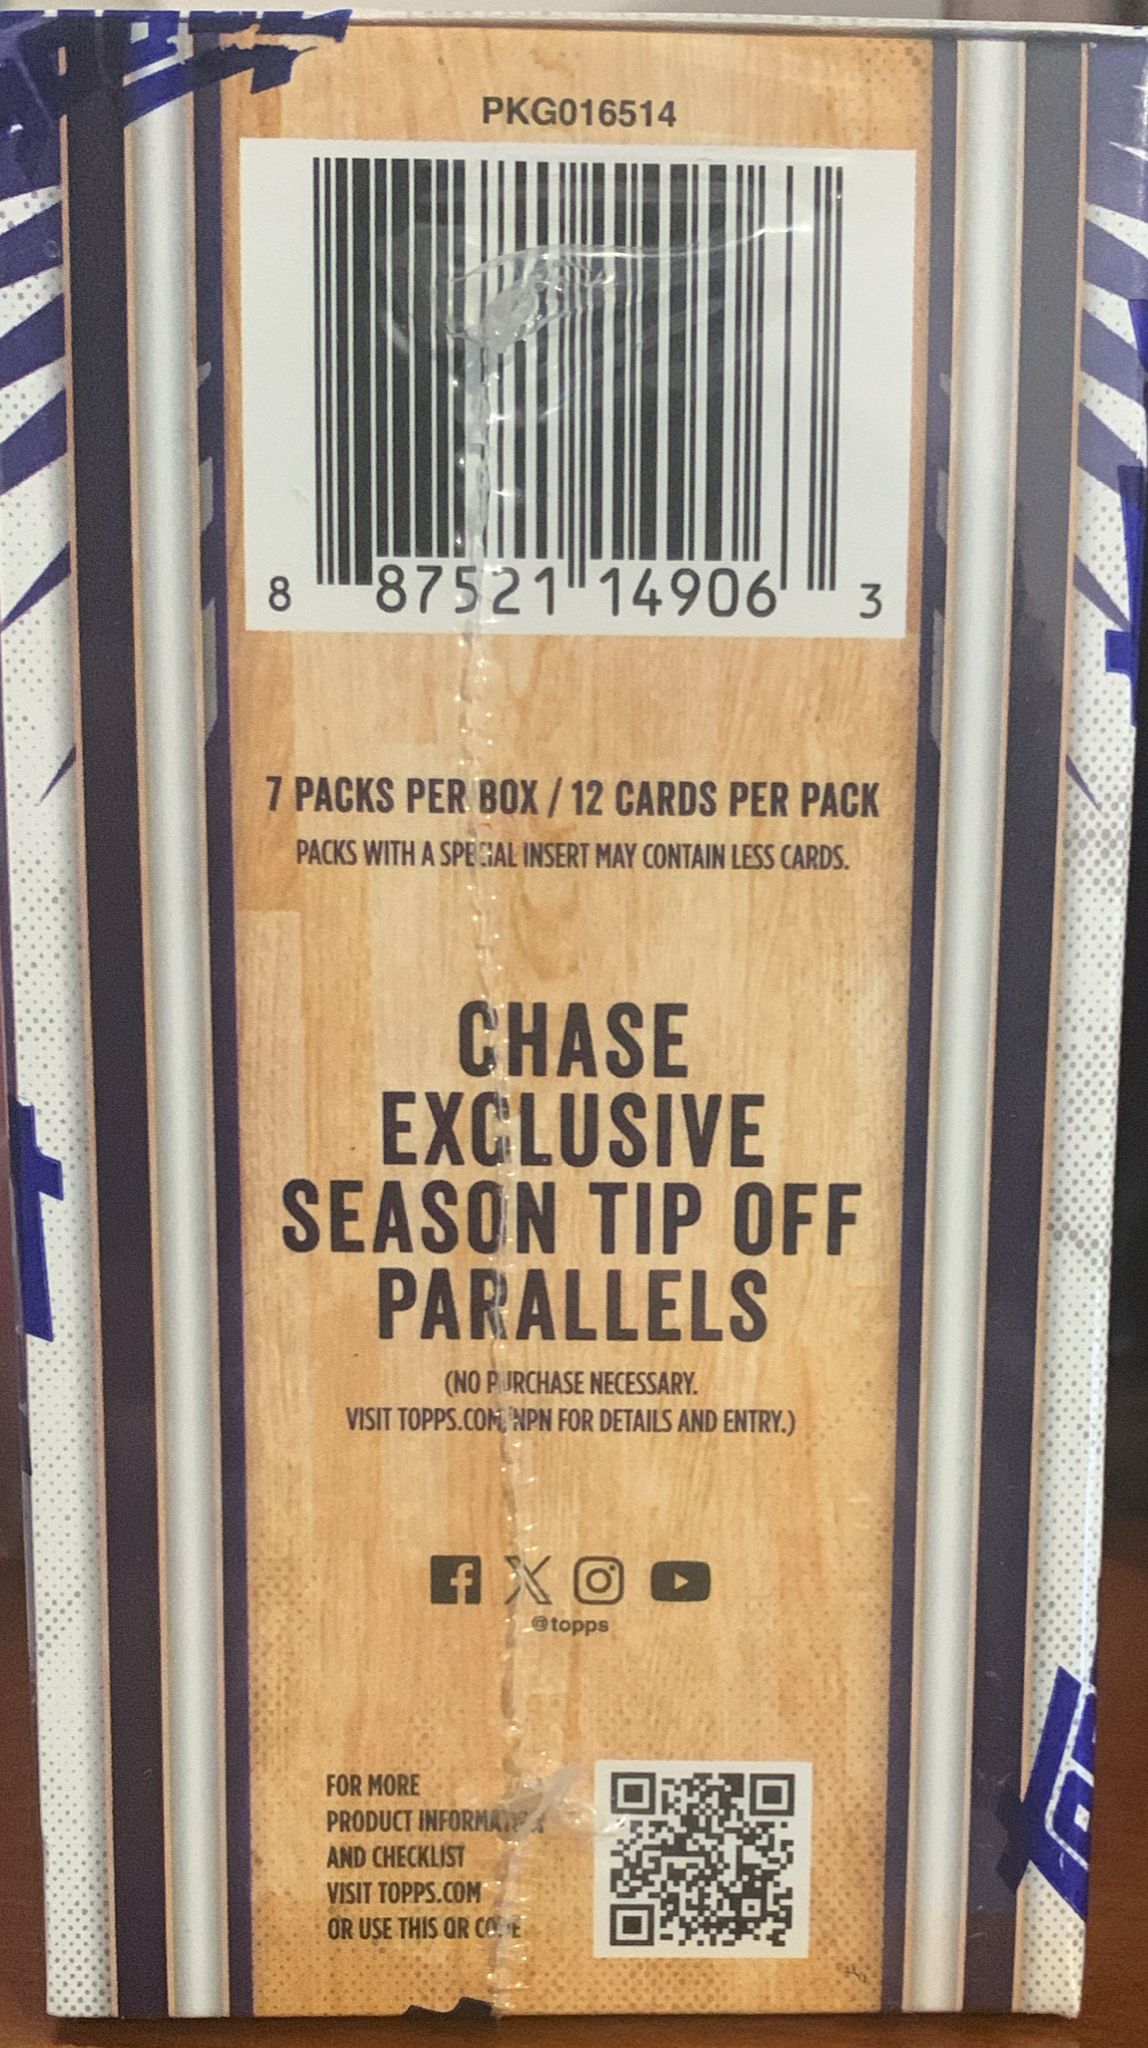 PKG016514
8 87521 14906 3
7 PACKS PER BOX / 12 CARDS PER PACK
PACKS WITH A SPECIAL INSERT MAY CONTAIN LESS CARDS.
CHASE
EXCLUSIVE
SEASON TIP OFF
PARALLELS
(NO PURCHASE NECESSARY.
VISIT TOPPS.COM/NPN FOR DETAILS AND ENTRY.)
@topps
FOR MORE
PRODUCT INFORMATION
AND CHECKLIST
VISIT TOPPS.COM
OR USE THIS QR CODE